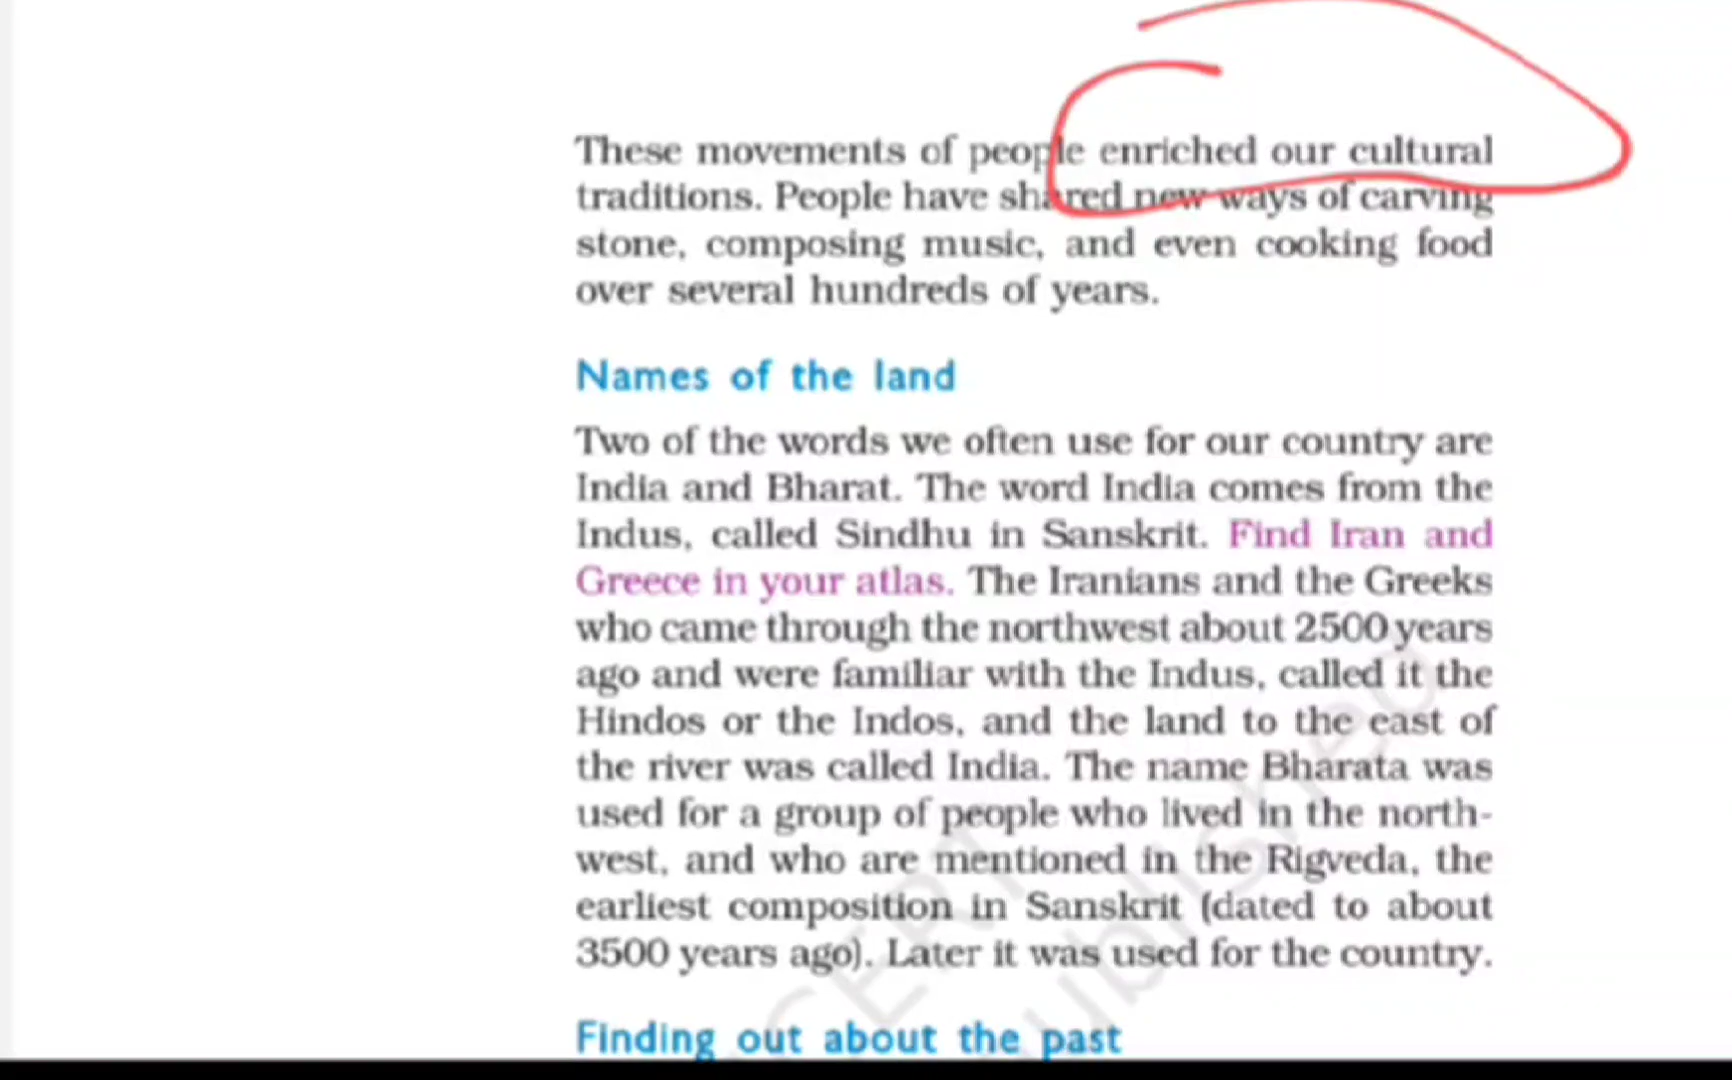 These movements of people enriched our cultural
traditions. People have shared new ways of carving
stone, composing music, and even cooking food
over several hundreds of years.
Names of the land
Two of the words we often use for our country are
India and Bharat. The word India comes from the
Indus, called Sindhu in Sanskrit. Find Iran and
Greece in your atlas. The Iranians and the Greeks
who came through the northwest about 2500 years
ago and were familiar with the Indus, called it the
Hindos or the Indos, and the land to the east of
the river was called India. The name Bharata was
used for a group of people who lived in the north-
west, and who are mentioned in the Rigveda, the
earliest composition in Sanskrit (dated to about
3500 years ago). Later it was used for the country.
Finding out about the past